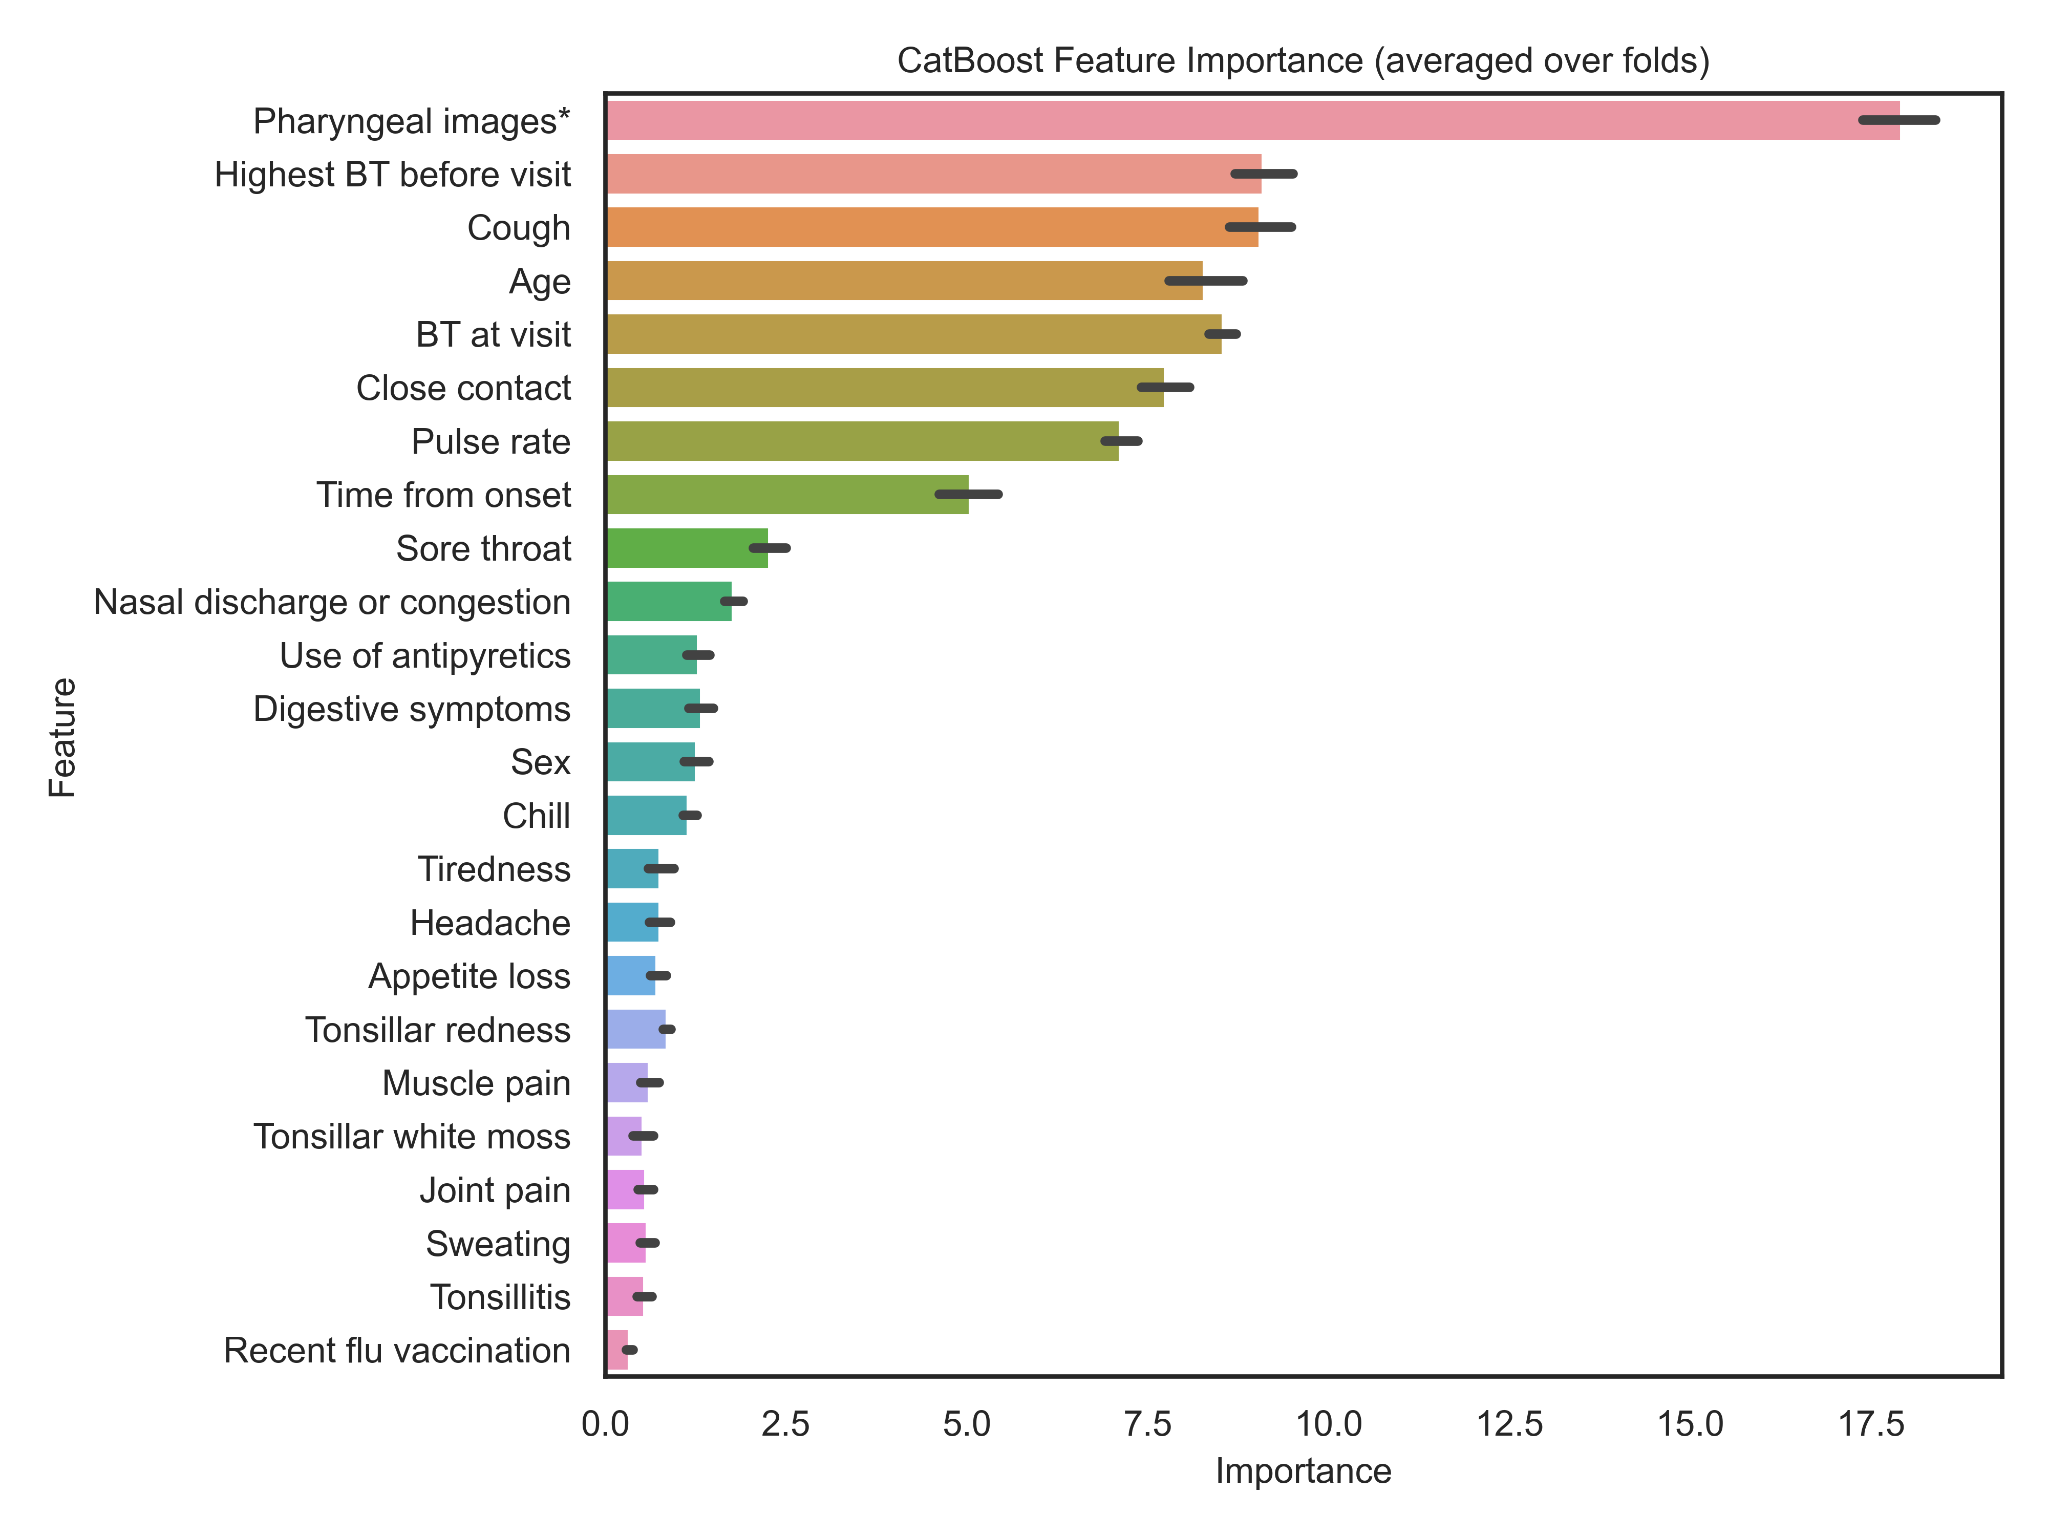 CatBoost Feature Importance (averaged over folds)
Pharyngeal images*
Highest BT before visit
Cough
Age
BT at visit
Close contact
Pulse rate
Time from onset
Sore throat
Nasal discharge or congestion
Use of antipyretics
Digestive symptoms
Sex
Chill
Tiredness
Headache
Appetite loss
Tonsillar redness
Muscle pain
Tonsillar white moss
Joint pain
Sweating
Tonsillitis
Recent flu vaccination
Feature
0.0 2.5 5.0 7.5 10.0 12.5 15.0 17.5
Importance